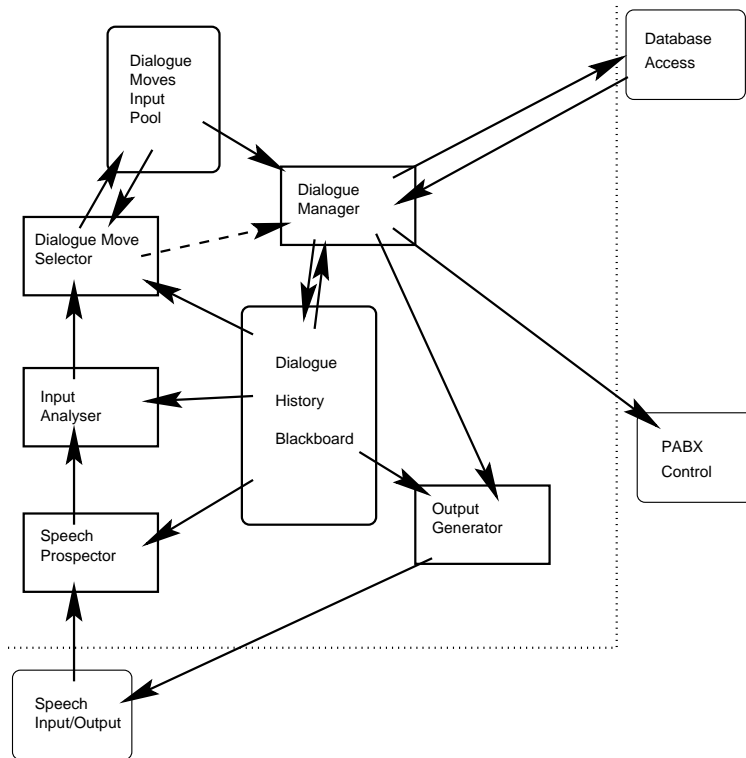 Dialogue
Moves
Input
Pool
Database
Access
Dialogue
Manager
Dialogue Move
Selector
Dialogue
History
Blackboard
Input
Analyser
PABX
Control
Output
Generator
Speech
Prospector
Speech
Input/Output